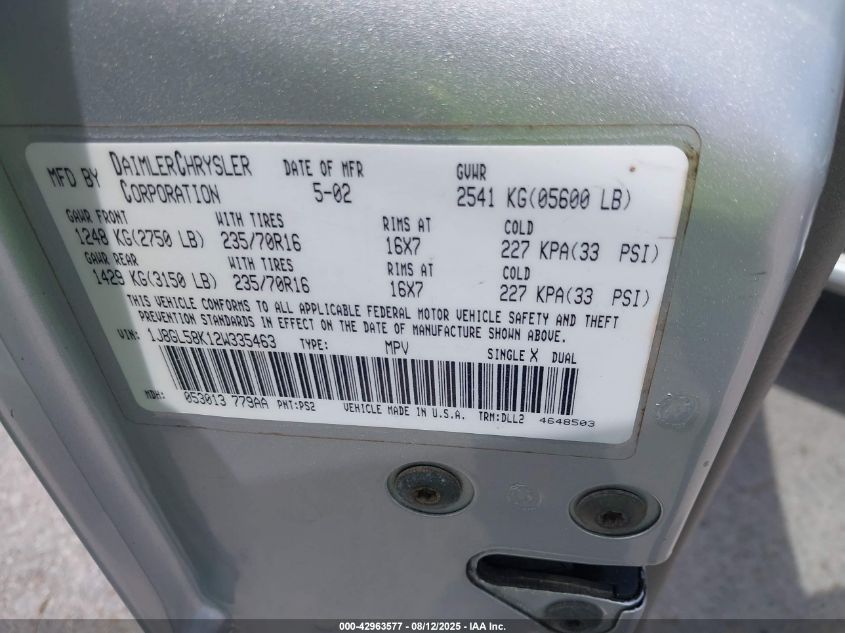 MFD BY DAIMLERCHRYSLER CORPORATION DATE OF MFR 5-02 GVWR 2541 KG(05600 LB)
GAWR FRONT WITH TIRES RIMS AT COLD
1248 KG(2750 LB) 235/70R16 16X7 227 KPA(33 PSI)
GAWR REAR WITH TIRES RIMS AT COLD
1429 KG(3150 LB) 235/70R16 16X7 227 KPA(33 PSI)
THIS VEHICLE CONFORMS TO ALL APPLICABLE FEDERAL MOTOR VEHICLE SAFETY AND THEFT
PREVENTION STANDARDS IN EFFECT ON THE DATE OF MANUFACTURE SHOWN ABOVE.
VIN: 1J8GL58K12W335463 TYPE: MPV SINGLE X DUAL
MDH: 053013 779AA PNT:PS2 VEHICLE MADE IN U.S.A. TRM:DLL2 4648503
000-42963577 - 08/12/2025 - IAA Inc.